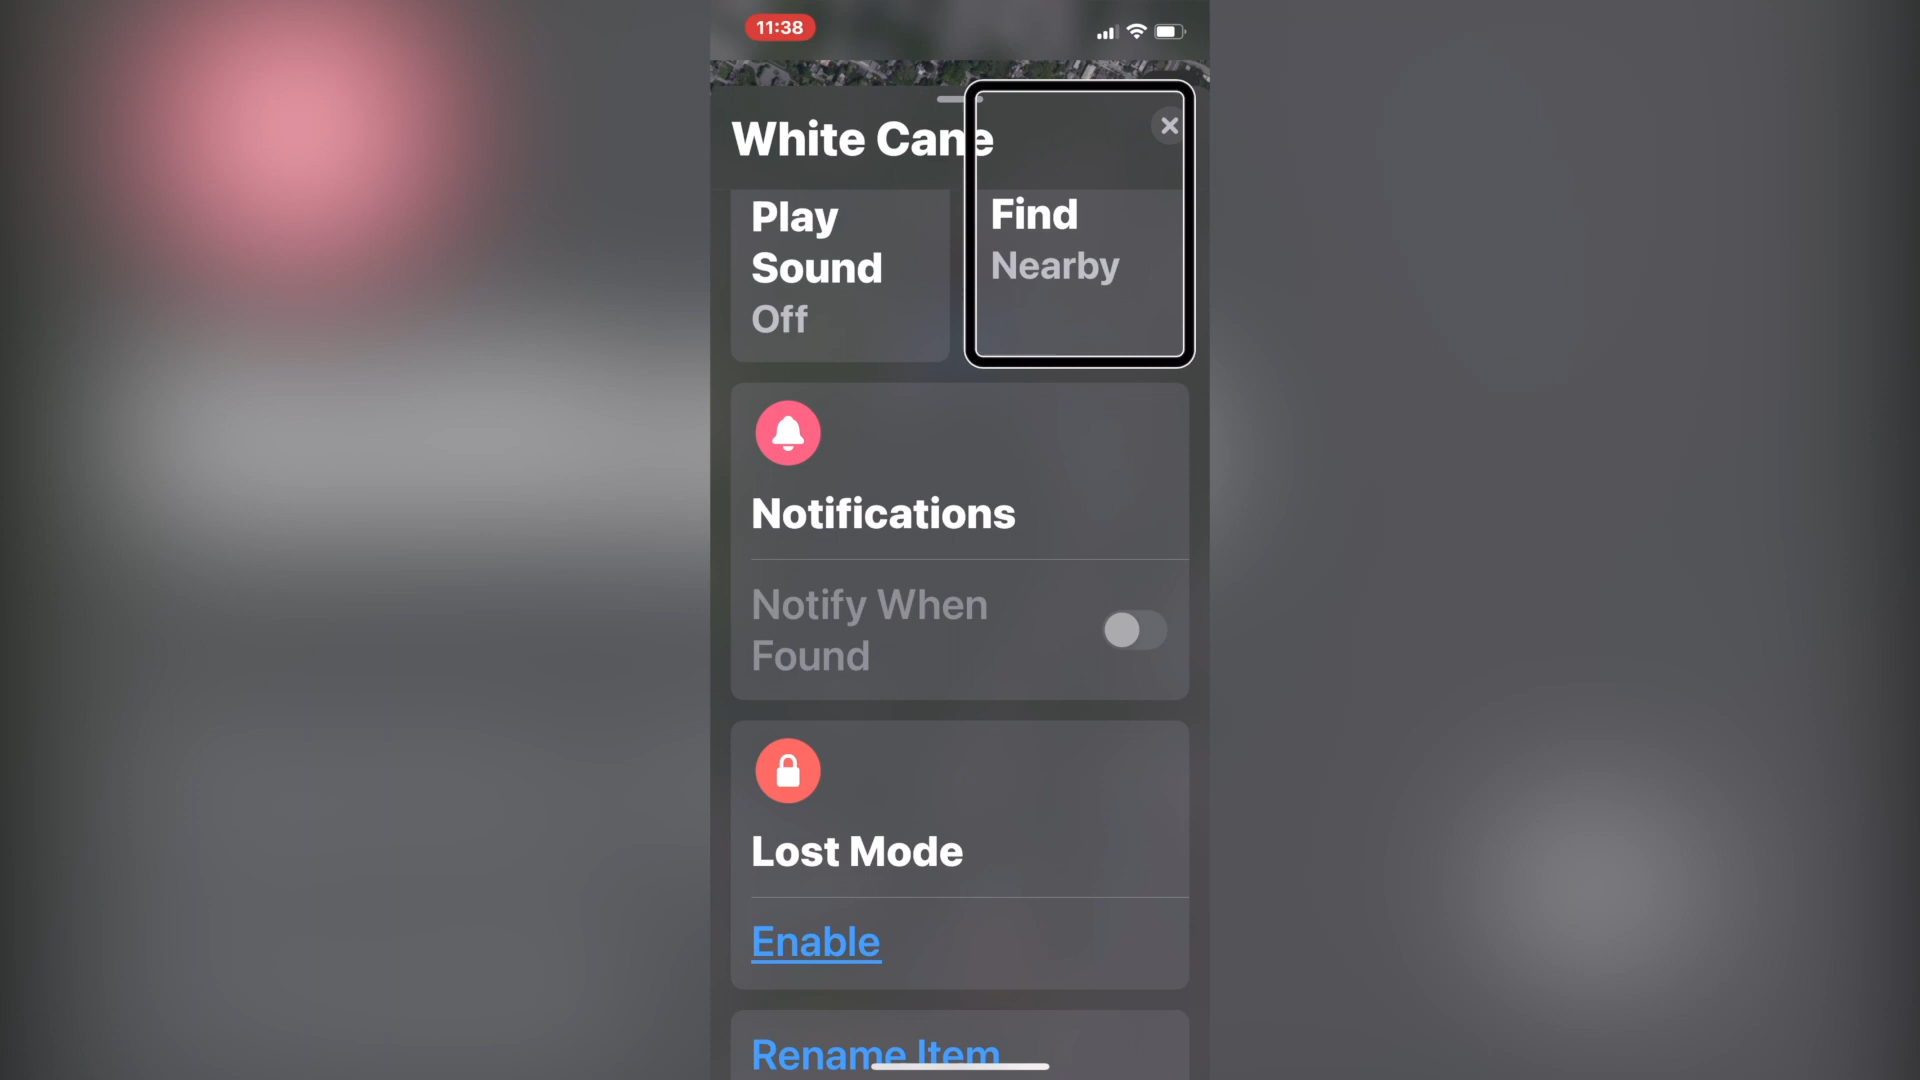 11:38
White Cane
Play
Sound
Off
Find
Nearby
Notifications
Notify When
Found
Lost Mode
Enable
Rename Item